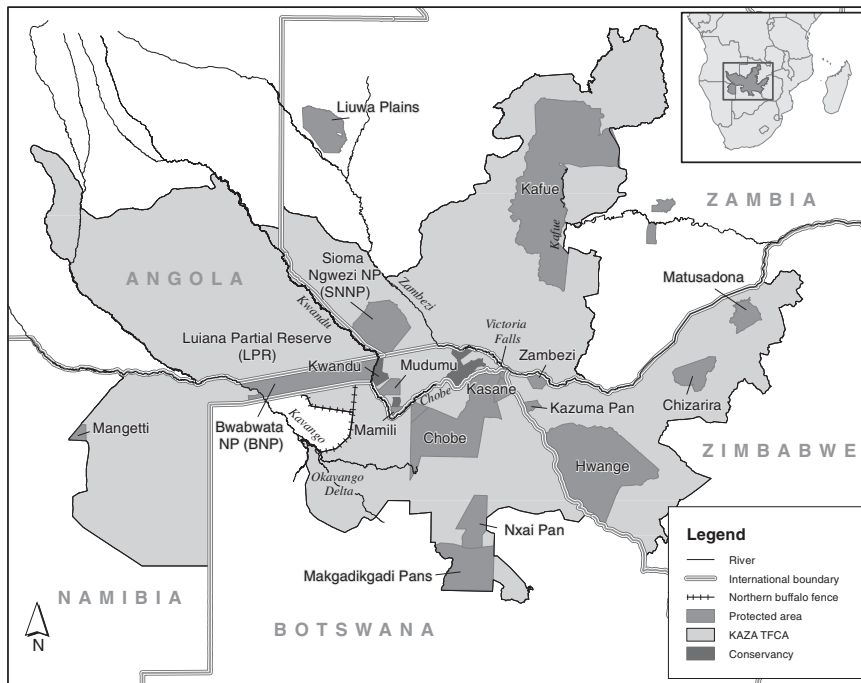 Liuwa Plains
ZAMBIA
Kafue
Kafue
ANGOLA
Sioma
Ngwezi NP
(SNNP)
Zambezi
Kwandu
Matusadona
Luiana Partial Reserve
(LPR)
Victoria
Falls
Zambezi
Kwandu
Mudumu
Kasane
Chobe
Kazuma Pan
Chizarira
Mangetti
Bwabwata
NP (BNP)
Kavango
Mamili
Chobe
Hwange
ZIMBABWE
Okavango
Delta
Nxai Pan
Makgadikgadi Pans
NAMIBIA
BOTSWANA
N
Legend
River
International boundary
Northern buffalo fence
Protected area
KAZA TFCA
Conservancy